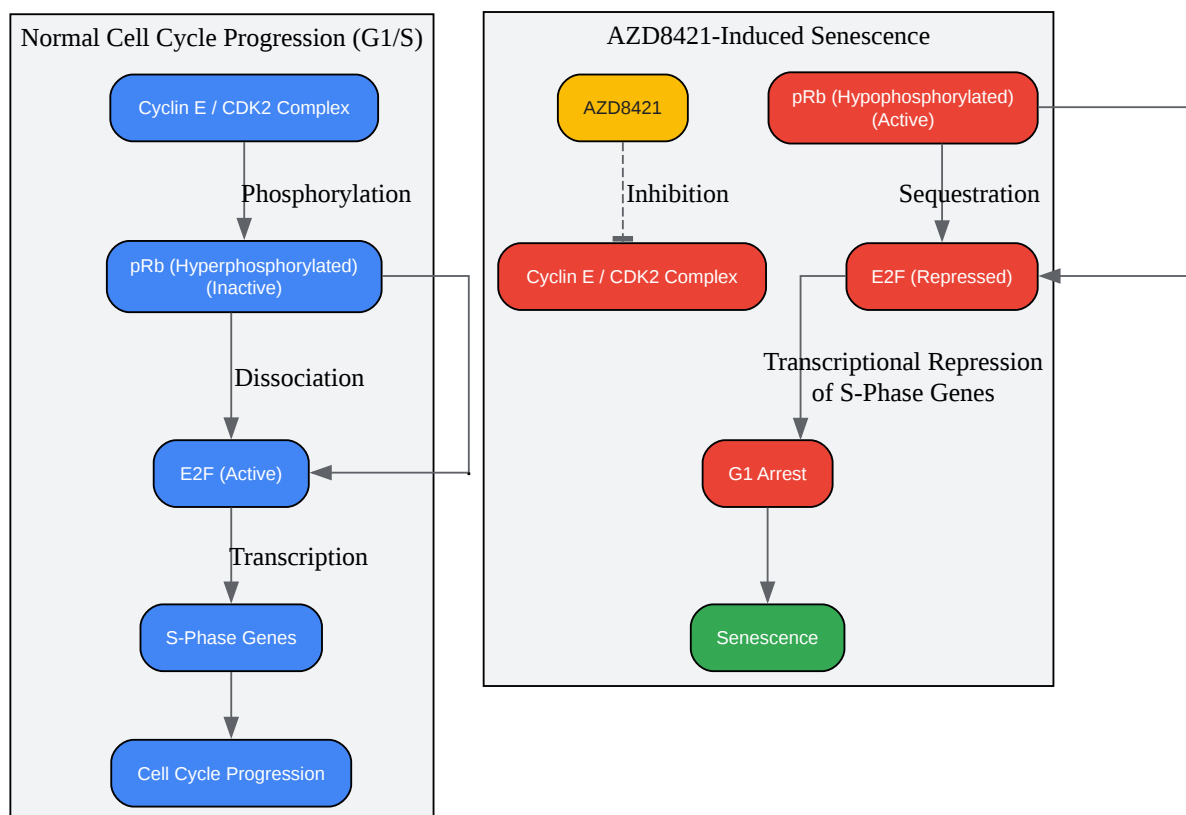 Normal Cell Cycle Progression (G1/S)
Cyclin E / CDK2 Complex
Phosphorylation
pRb (Hyperphosphorylated)
(Inactive)
Dissociation
E2F (Active)
Transcription
S-Phase Genes
Cell Cycle Progression
AZD8421-Induced Senescence
AZD8421
Inhibition
Cyclin E / CDK2 Complex
pRb (Hypophosphorylated)
(Active)
Sequestration
E2F (Repressed)
Transcriptional Repression
of S-Phase Genes
G1 Arrest
Senescence